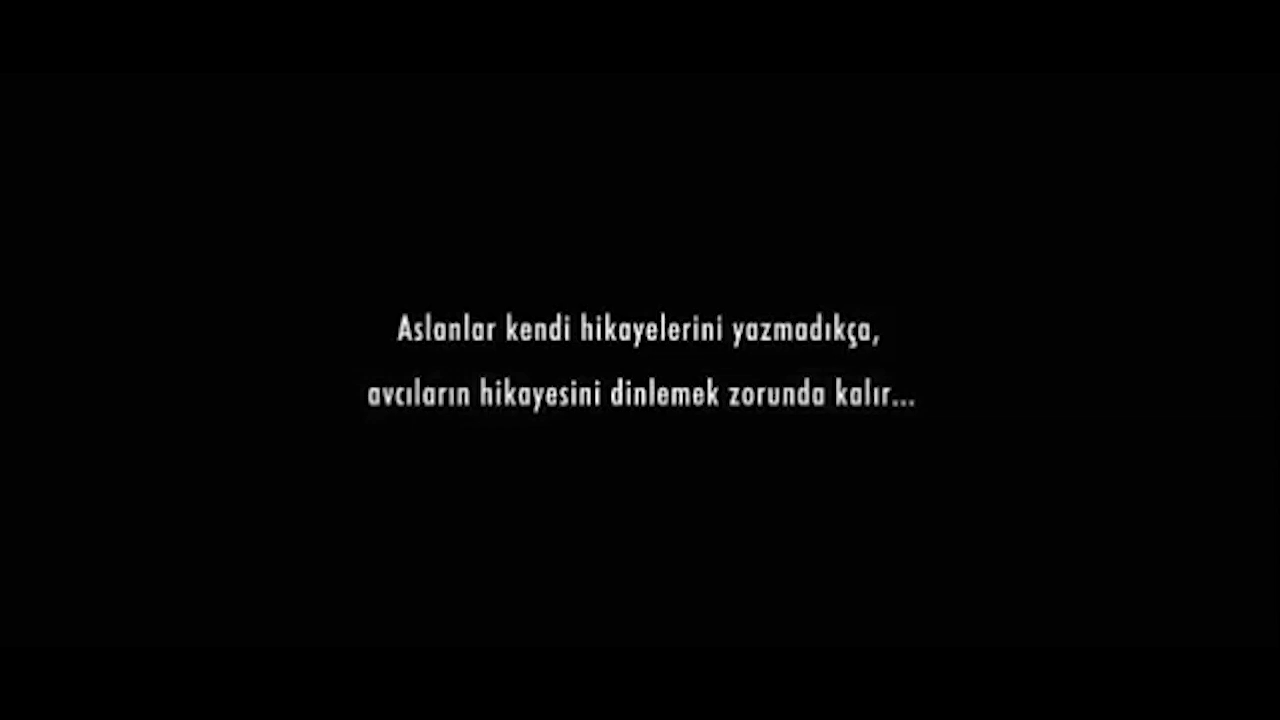 Aslanlar kendi hikayelerini yazmadıkça,
avcıların hikayesini dinlemek zorunda kalır...